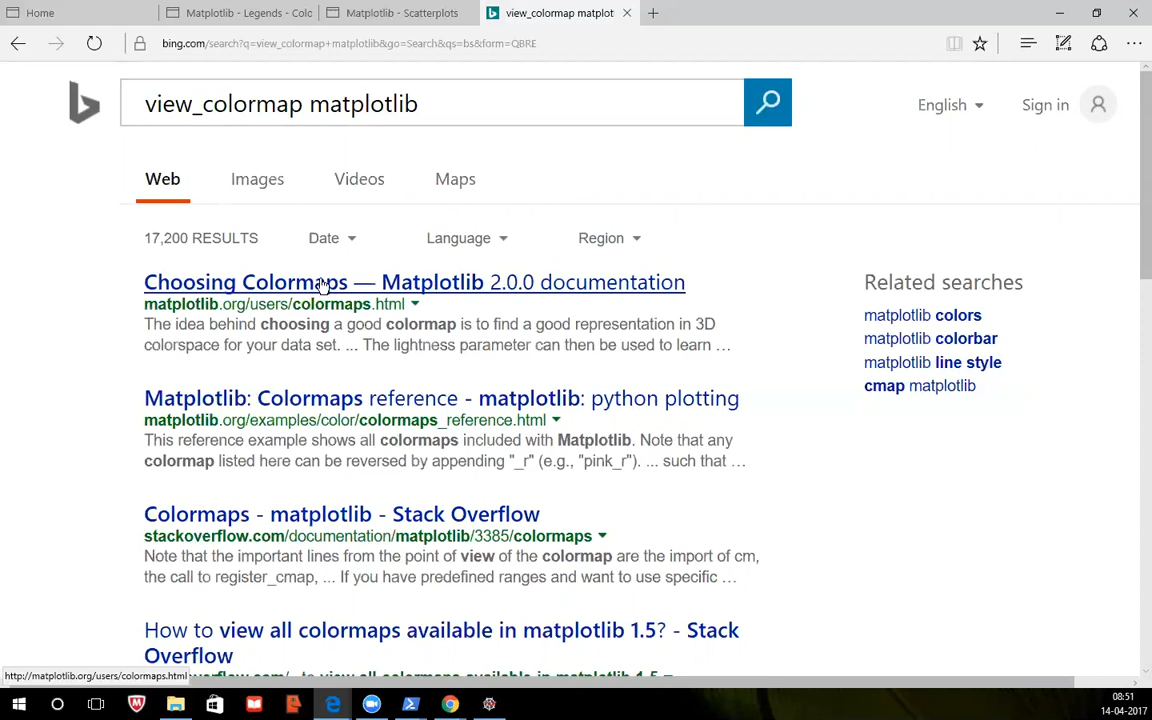 Home
Matplotlib - Legends - Colo
Matplotlib - Scatterplots
view_colormap matplot
bing.com/search?q=view_colormap+matplotlib&go=Search&qs=bs&form=QBRE
view_colormap matplotlib
English
Sign in
Web
Images
Videos
Maps
17,200 RESULTS
Date
Language
Region
Choosing Colormaps — Matplotlib 2.0.0 documentation
matplotlib.org/users/colormaps.html
The idea behind choosing a good colormap is to find a good representation in 3D
colorspace for your data set. ... The lightness parameter can then be used to learn ...
Matplotlib: Colormaps reference - matplotlib: python plotting
matplotlib.org/examples/color/colormaps_reference.html
This reference example shows all colormaps included with Matplotlib. Note that any
colormap listed here can be reversed by appending "_r" (e.g., "pink_r"). ... such that ...
Colormaps - matplotlib - Stack Overflow
stackoverflow.com/documentation/matplotlib/3385/colormaps
Note that the important lines from the point of view of the colormap are the import of cm,
the call to register_cmap, ... If you have predefined ranges and want to use specific ...
How to view all colormaps available in matplotlib 1.5? - Stack
Overflow
Related searches
matplotlib colors
matplotlib colorbar
matplotlib line style
cmap matplotlib
http://matplotlib.org/users/colormaps.html
08:51
14-04-2017